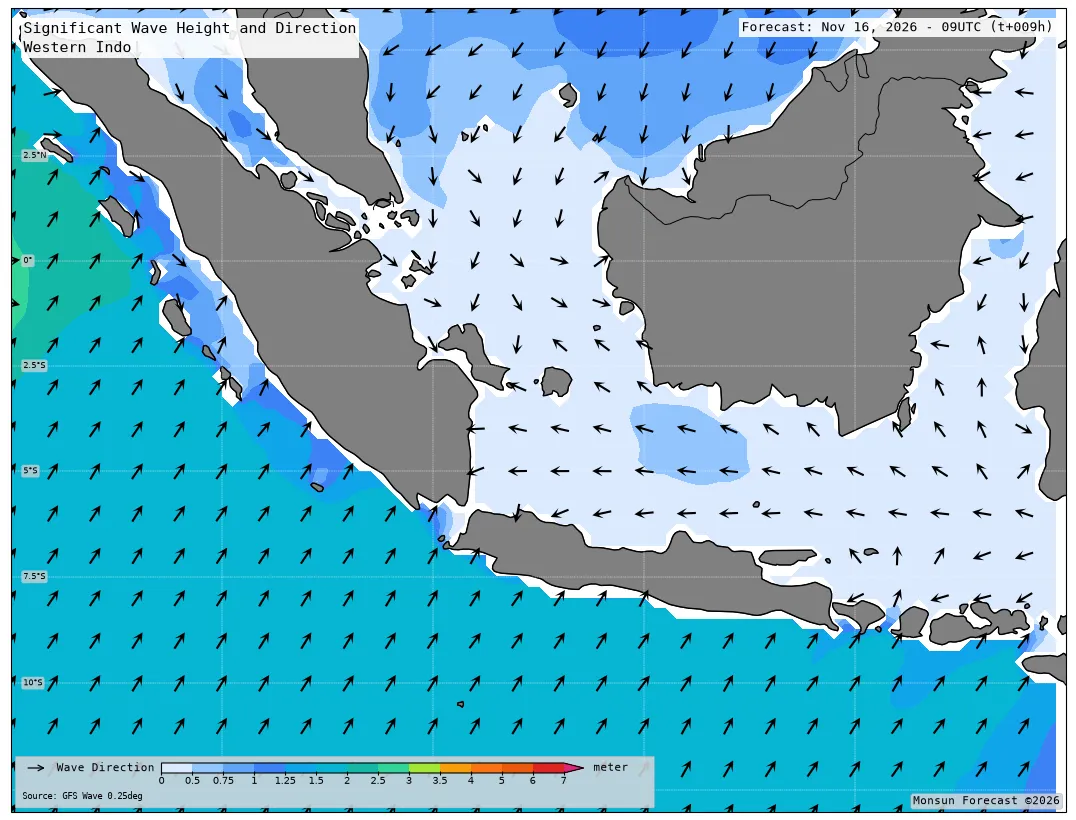 Significant Wave Height and Direction
Western Indo
Forecast: Nov 16, 2026 - 09UTC (t+009h)
2.5°N
0°
2.5°S
5°S
7.5°S
10°S
Wave Direction
meter
0 0.5 0.75 1 1.25 1.5 2 2.5 3 3.5 4 5 6 7
Source: GFS Wave 0.25deg
Monsun Forecast ©2026